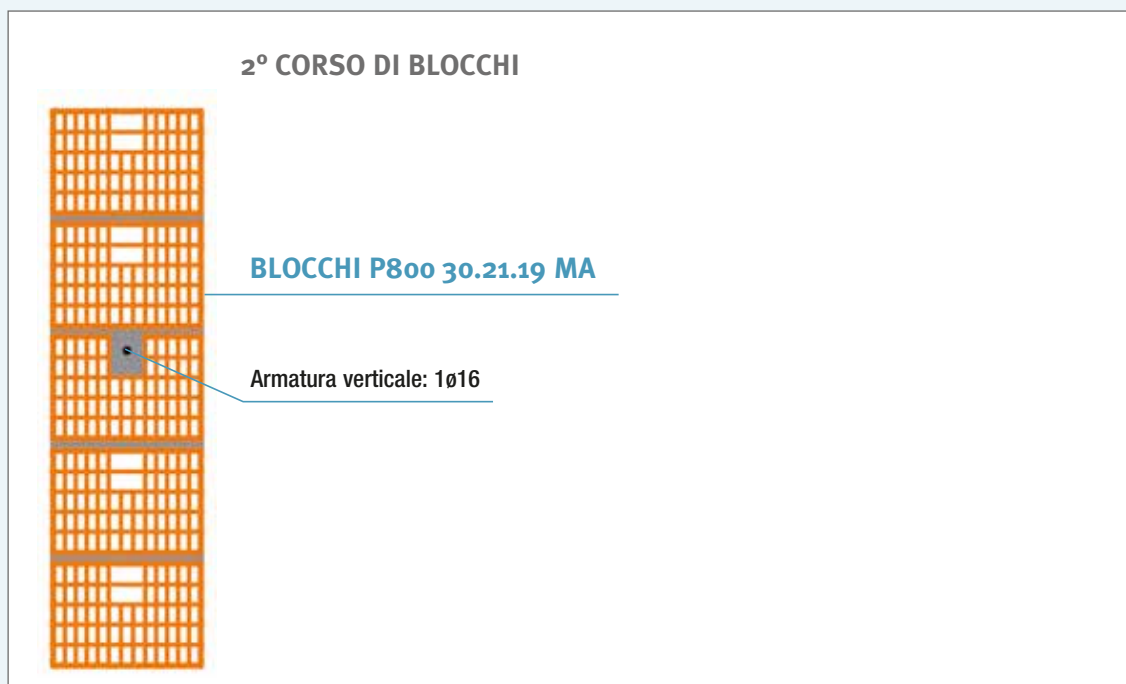 2° CORSO DI BLOCCHI
BLOCCHI P800 30.21.19 MA
Armatura verticale: 1ø16